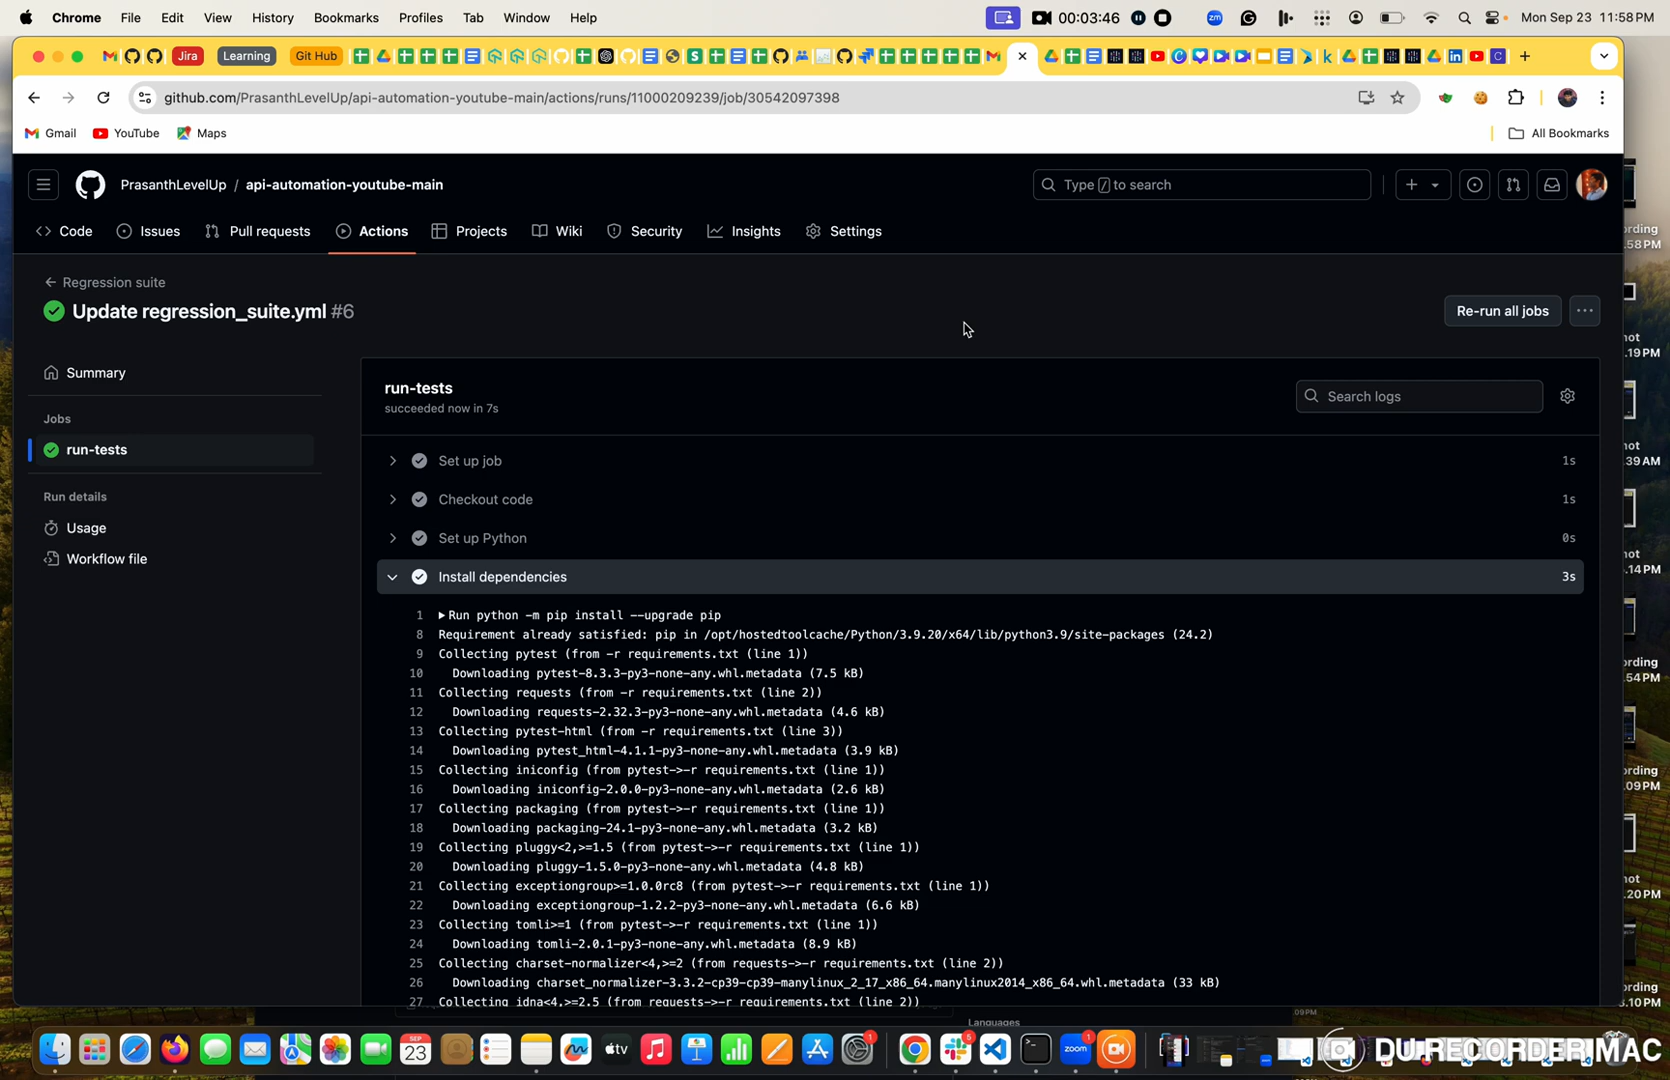 Chrome File Edit View History Bookmarks Profiles Tab Window Help 00:03:46 Mon Sep 23 11:58 PM
Jira Learning Git Hub
github.com/PrasanthLevelUp/api-automation-youtube-main/actions/runs/11000209239/job/30542097398
Gmail YouTube Maps All Bookmarks
PrasanthLevelUp / api-automation-youtube-main Type / to search
Code Issues Pull requests Actions Projects Wiki Security Insights Settings
Regression suite
Update regression_suite.yml #6 Re-run all jobs
Summary
Jobs
run-tests
Run details
Usage
Workflow file
run-tests
succeeded now in 7s
Search logs
Set up job 1s
Checkout code 1s
Set up Python 0s
Install dependencies 3s
1 Run python -m pip install --upgrade pip
8 Requirement already satisfied: pip in /opt/hostedtoolcache/Python/3.9.20/x64/lib/python3.9/site-packages (24.2)
9 Collecting pytest (from -r requirements.txt (line 1))
10 Downloading pytest-8.3.3-py3-none-any.whl.metadata (7.5 kB)
11 Collecting requests (from -r requirements.txt (line 2))
12 Downloading requests-2.32.3-py3-none-any.whl.metadata (4.6 kB)
13 Collecting pytest-html (from -r requirements.txt (line 3))
14 Downloading pytest_html-4.1.1-py3-none-any.whl.metadata (3.9 kB)
15 Collecting iniconfig (from pytest->-r requirements.txt (line 1))
16 Downloading iniconfig-2.0.0-py3-none-any.whl.metadata (2.6 kB)
17 Collecting packaging (from pytest->-r requirements.txt (line 1))
18 Downloading packaging-24.1-py3-none-any.whl.metadata (3.2 kB)
19 Collecting pluggy<2,>=1.5 (from pytest->-r requirements.txt (line 1))
20 Downloading pluggy-1.5.0-py3-none-any.whl.metadata (4.8 kB)
21 Collecting exceptiongroup>=1.0.0rc8 (from pytest->-r requirements.txt (line 1))
22 Downloading exceptiongroup-1.2.2-py3-none-any.whl.metadata (6.6 kB)
23 Collecting tomli>=1 (from pytest->-r requirements.txt (line 1))
24 Downloading tomli-2.0.1-py3-none-any.whl.metadata (8.9 kB)
25 Collecting charset-normalizer<4,>=2 (from requests->-r requirements.txt (line 2))
26 Downloading charset_normalizer-3.3.2-cp39-cp39-manylinux_2_17_x86_64.manylinux2014_x86_64.whl.metadata (33 kB)
27 Collecting idna<4,>=2.5 (from requests->-r requirements.txt (line 2))
Languages
DU RECORDER IMAC